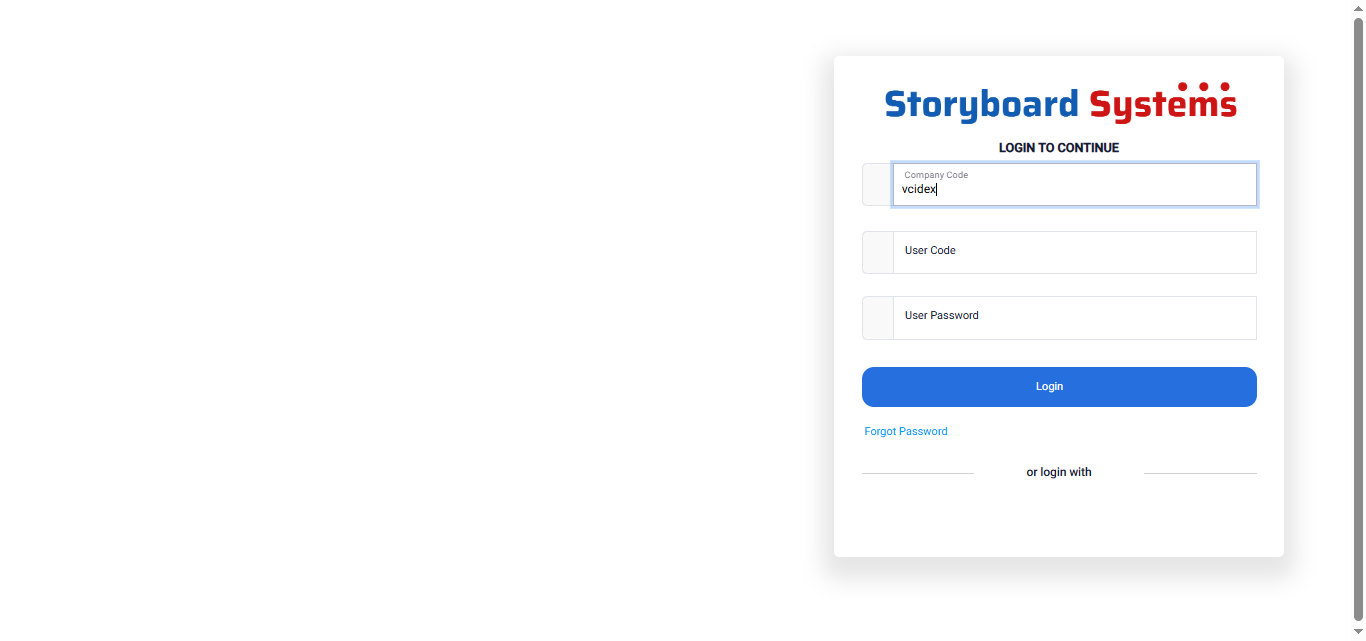 Storyboard Systems
LOGIN TO CONTINUE
Company Code
vcidex
User Code
User Password
Login
Forgot Password
or login with